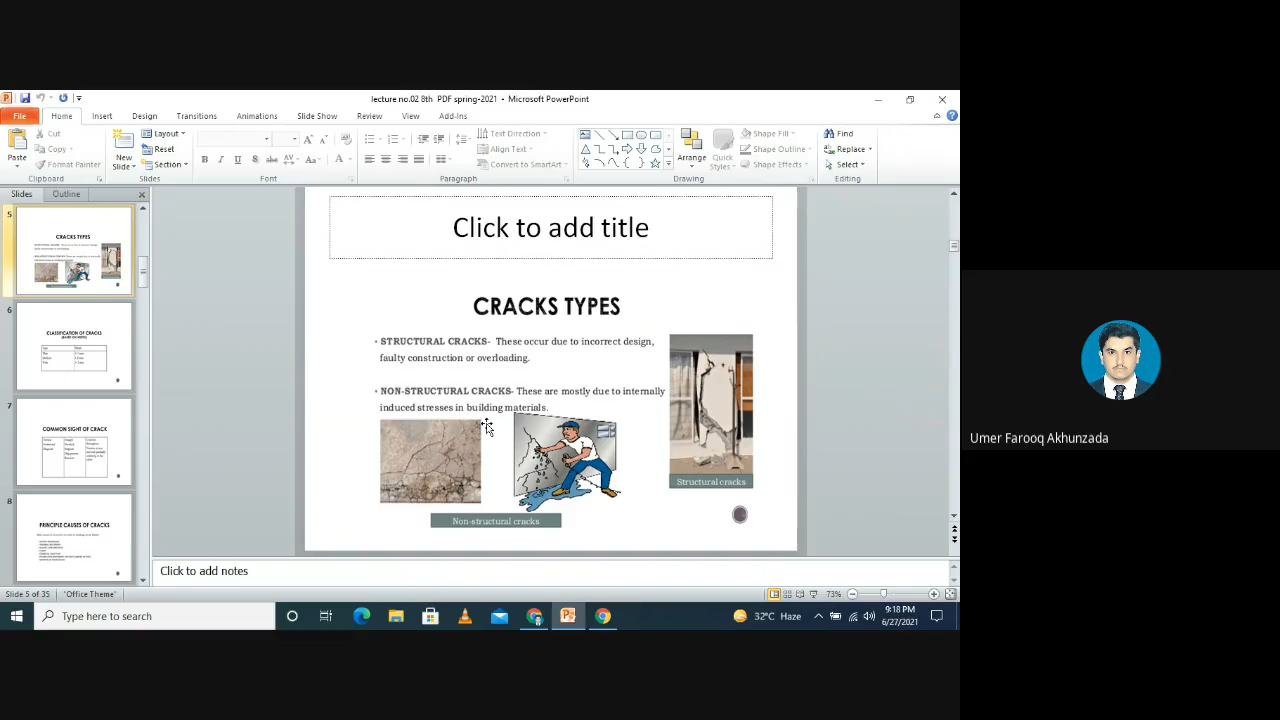 lecture no.02 8th PDF spring-2021 - Microsoft PowerPoint
File Home Insert Design Transitions Animations Slide Show Review View Add-Ins
Cut
Copy
Format Painter
Paste
Clipboard
New
Slide
Layout
Reset
Section
Slides
Font
Text Direction
Align Text
Convert to SmartArt
Paragraph
Arrange
Quick
Styles
Shape Fill
Shape Outline
Shape Effects
Drawing
Find
Replace
Select
Editing
Slides Outline
5
CRACKS TYPES
6
CLASSIFICATION OF CRACKS
7
COMMON SIGHT OF CRACK
8
PRINCIPLE CAUSES OF CRACKS
Click to add title
CRACKS TYPES
• STRUCTURAL CRACKS- These occur due to incorrect design,
faulty construction or overloading.
• NON-STRUCTURAL CRACKS- These are mostly due to internally
induced stresses in building materials.
Structural cracks
Non-structural cracks
Click to add notes
Slide 5 of 35 'Office Theme' 73%
Type here to search
32°C Haze
9:18 PM
6/27/2021
Umer Farooq Akhunzada